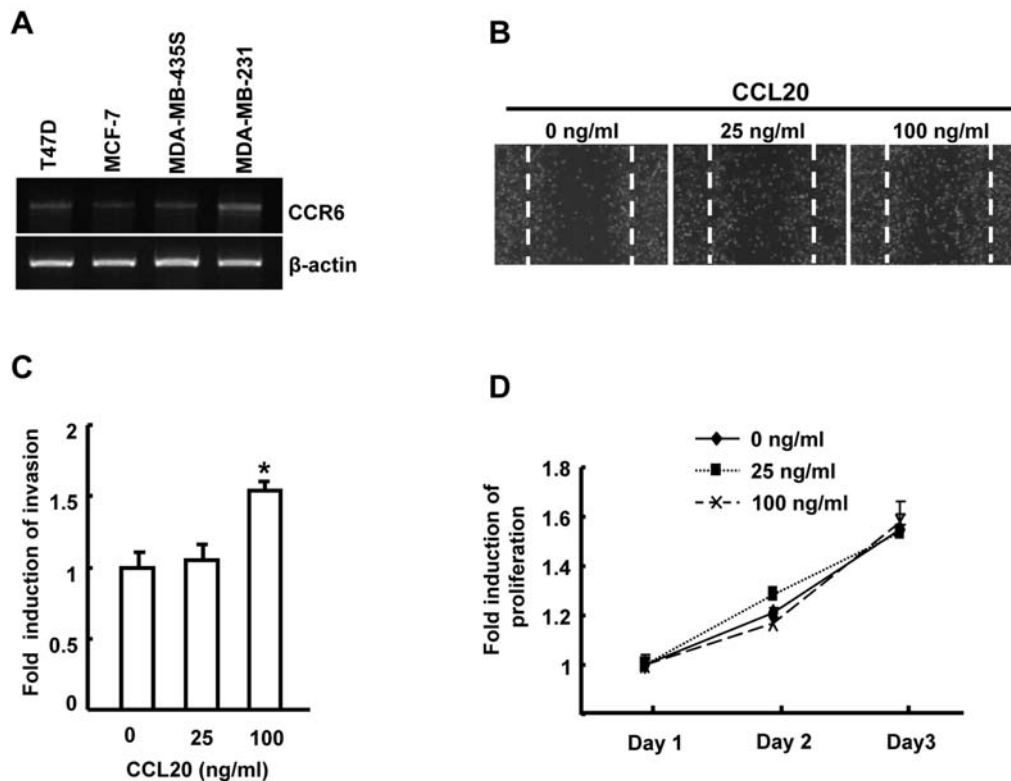 A
T47D
MCF-7
MDA-MB-435S
MDA-MB-231
CCR6
β-actin
B
CCL20
0 ng/ml
25 ng/ml
100 ng/ml
C
Fold induction of invasion
2
1.5
1
0.5
0
*
0
25
100
CCL20 (ng/ml)
D
0 ng/ml
25 ng/ml
100 ng/ml
Fold induction of
proliferation
1.8
1.6
1.4
1.2
1
Day 1
Day 2
Day3